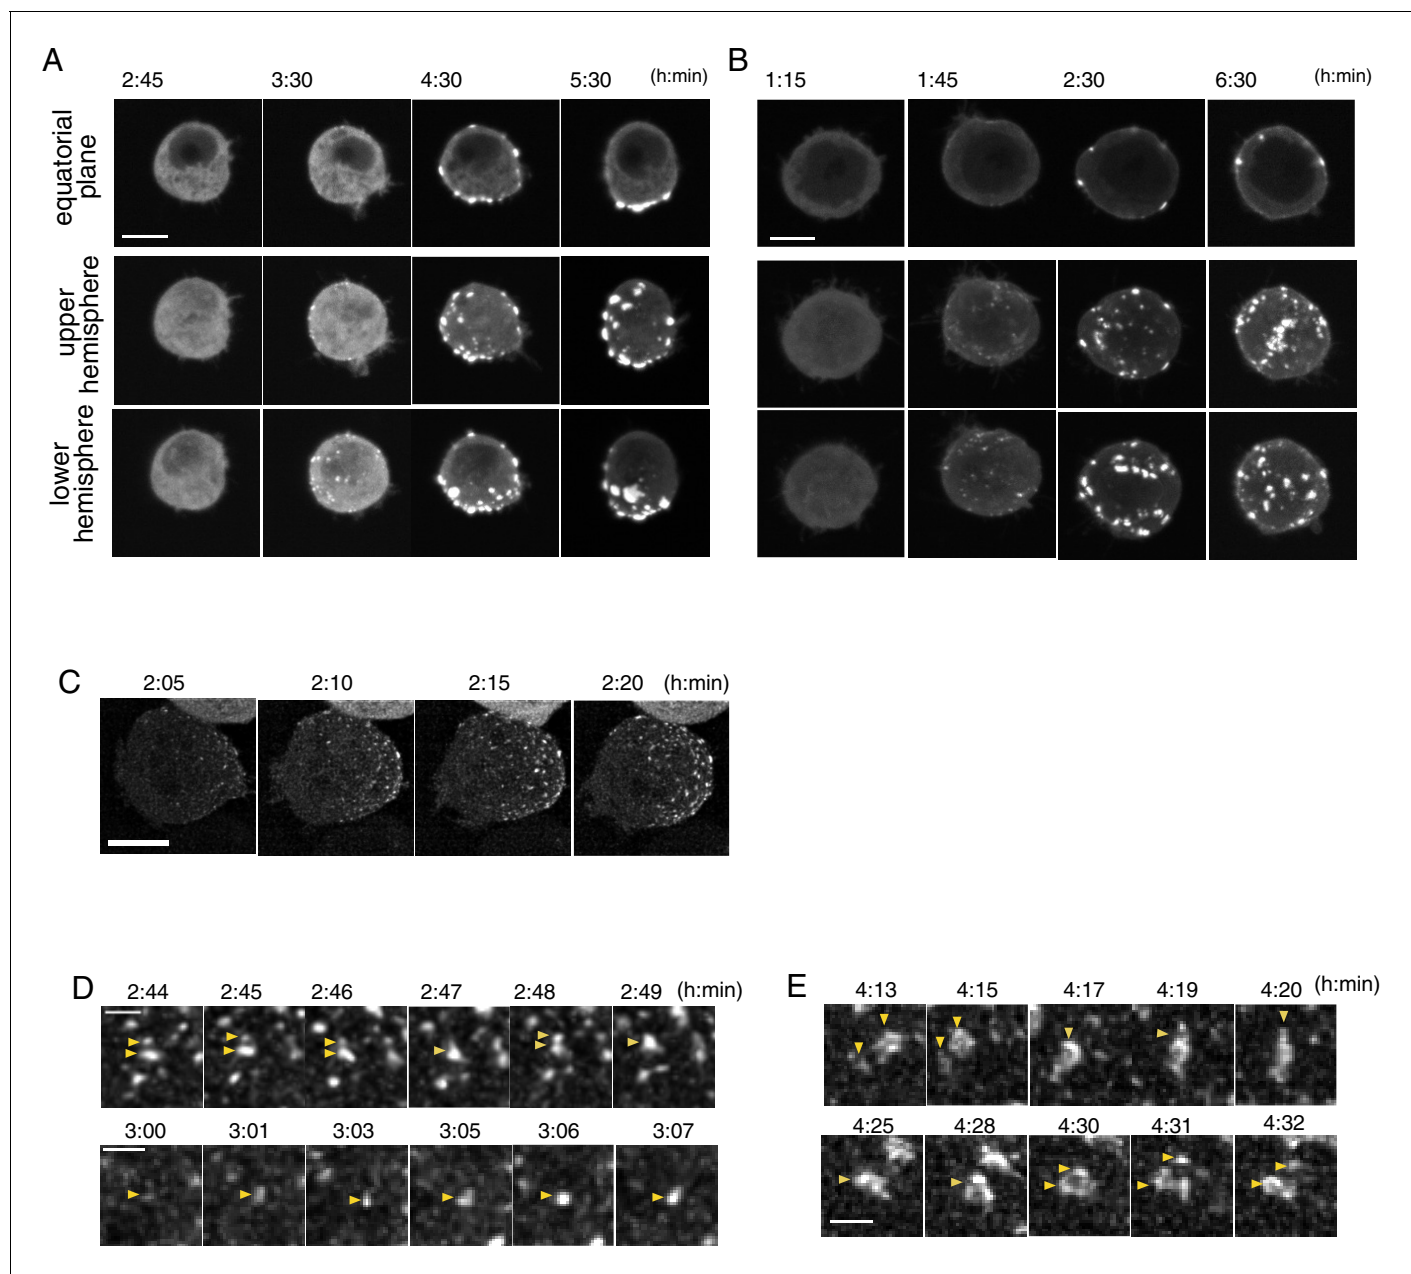 A
2:45 3:30 4:30 5:30 (h:min)
equatorial
plane
upper
hemisphere
lower
hemisphere
B
1:15 1:45 2:30 6:30 (h:min)
C
2:05 2:10 2:15 2:20 (h:min)
D
2:44 2:45 2:46 2:47 2:48 2:49 (h:min)
3:00 3:01 3:03 3:05 3:06 3:07
E
4:13 4:15 4:17 4:19 4:20 (h:min)
4:25 4:28 4:30 4:31 4:32